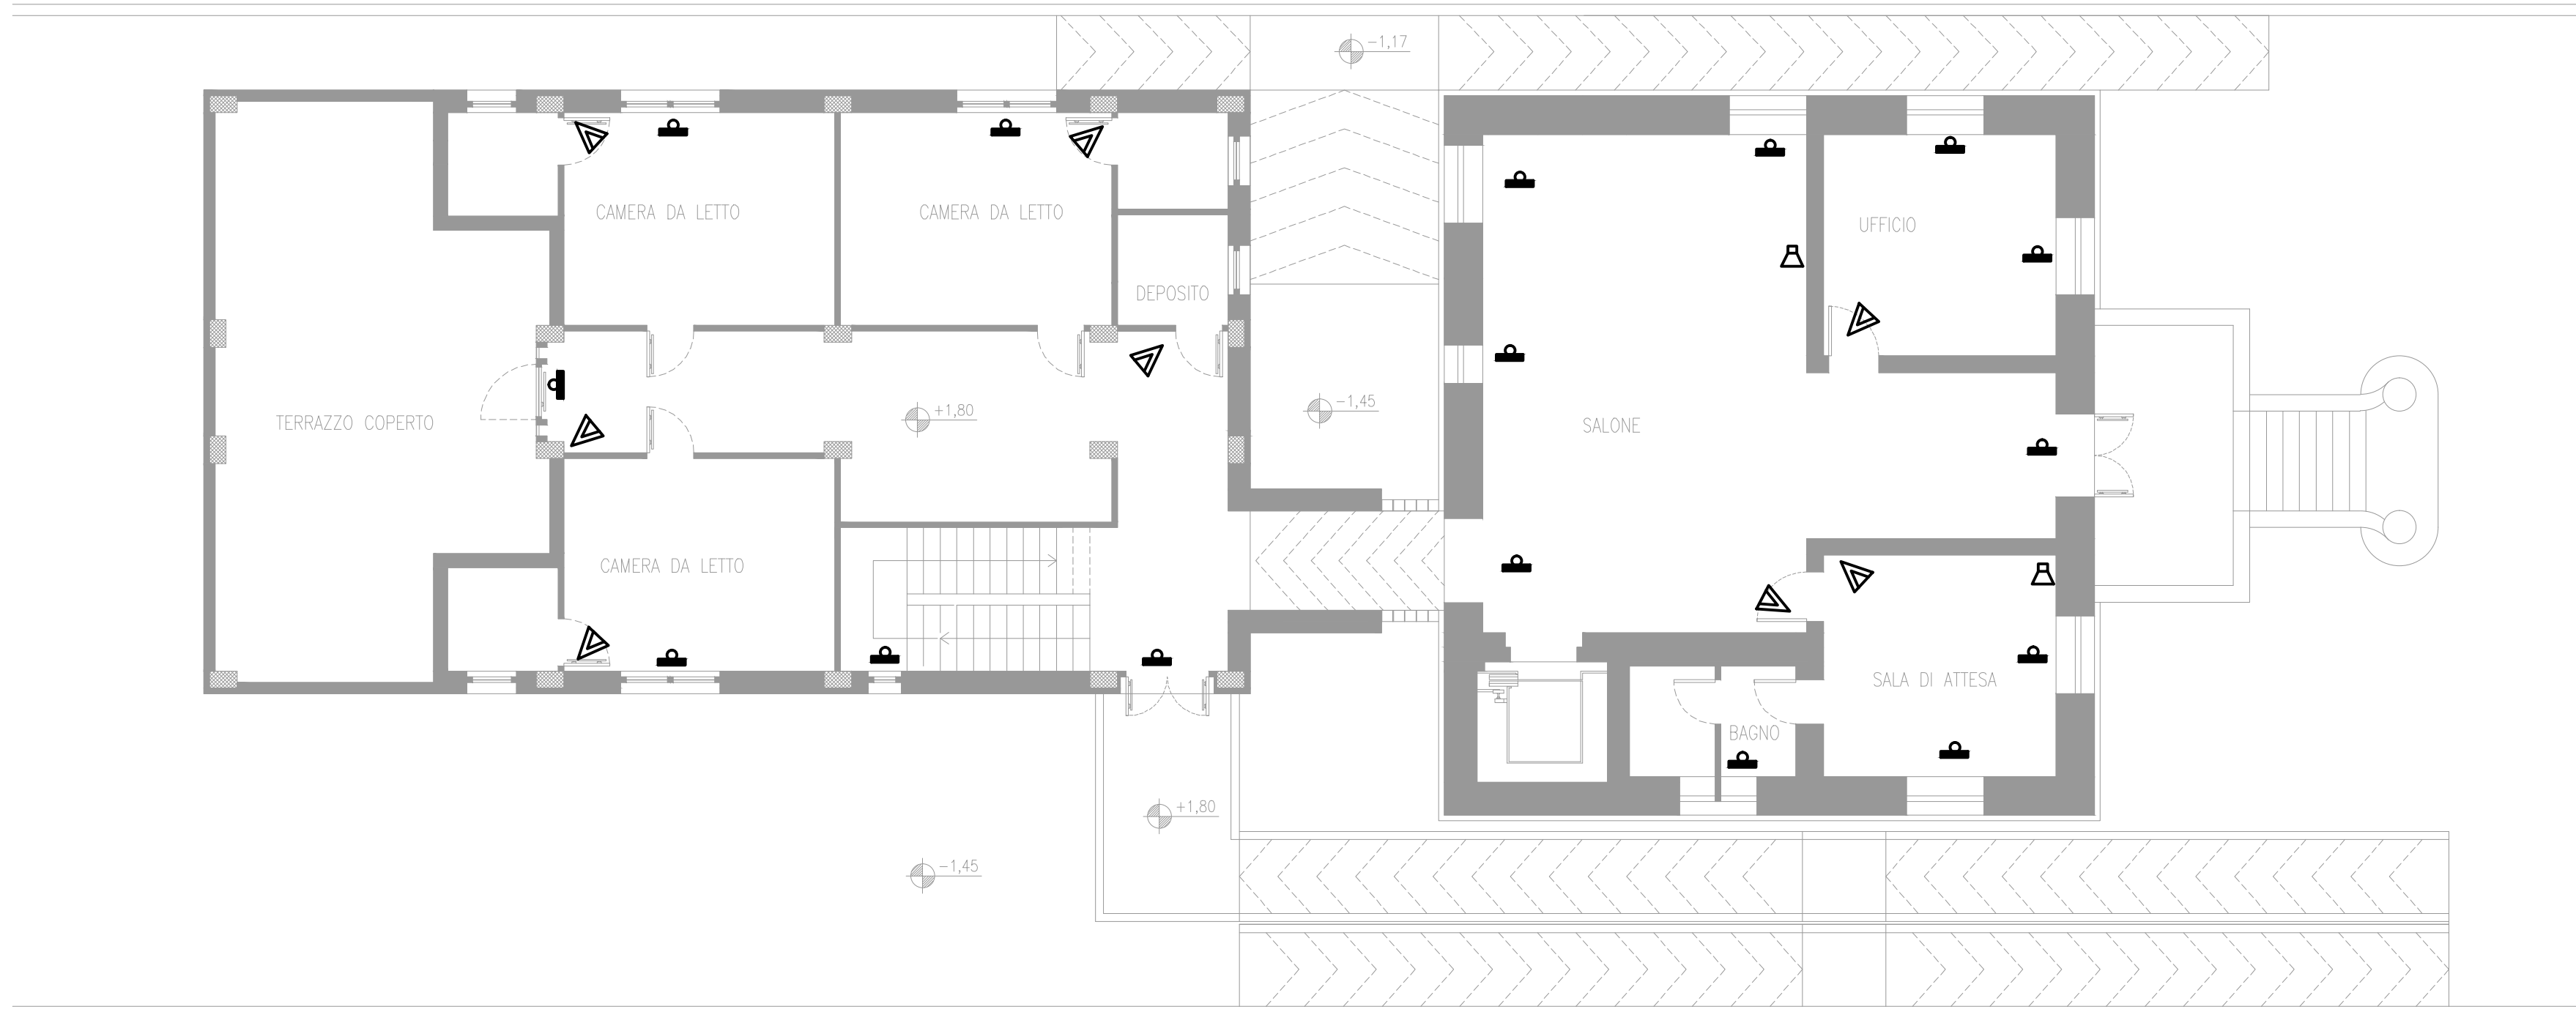 -1,17
CAMERA DA LETTO
CAMERA DA LETTO
UFFICIO
DEPOSITO
+1,80
-1,45
TERRAZZO COPERTO
SALONE
CAMERA DA LETTO
SALA DI ATTESA
BAGNO
+1,80
-1,45